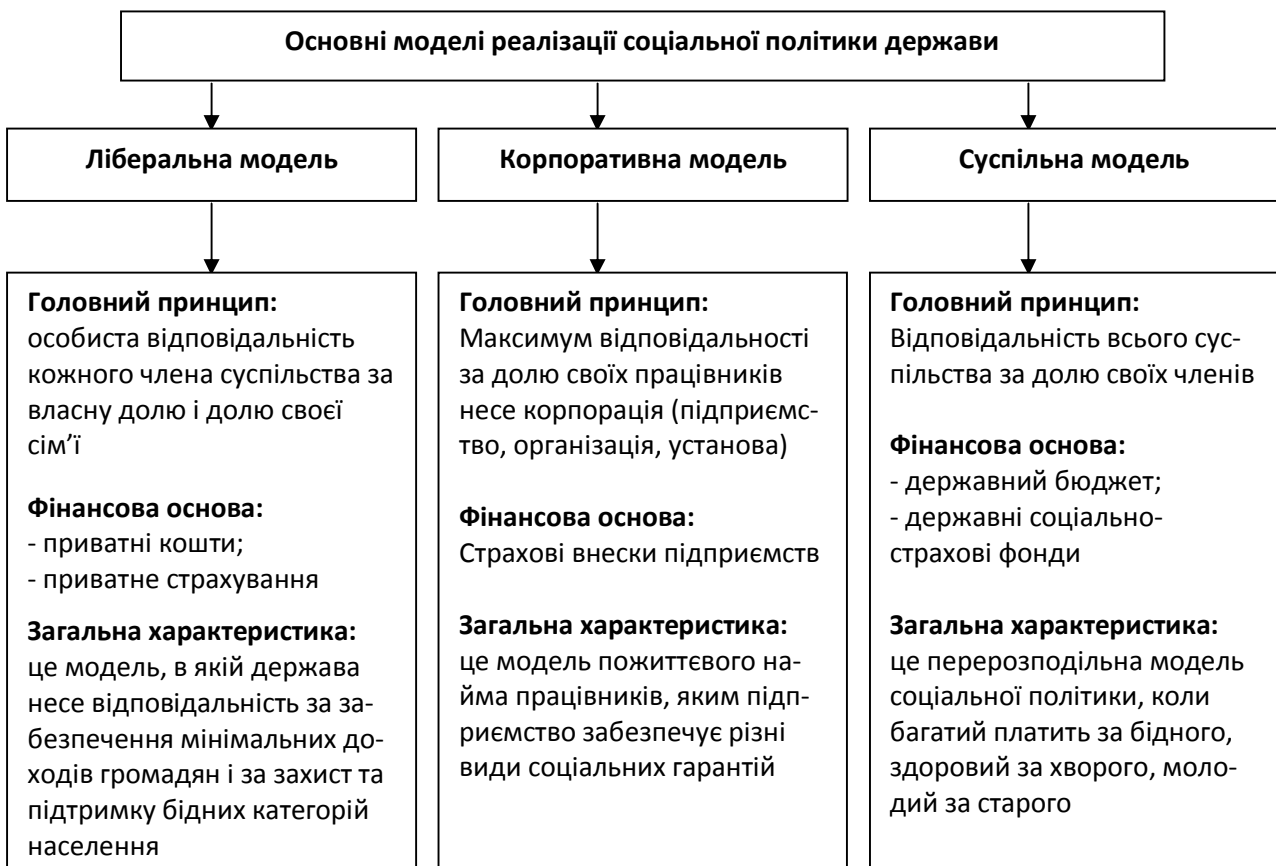 Основні моделі реалізації соціальної політики держави
Ліберальна модель
Корпоративна модель
Суспільна модель
Головний принцип:
особиста відповідальність
кожного члена суспільства за
власну долю і долю своєї
сім’ї
Фінансова основа:
- приватні кошти;
- приватне страхування
Загальна характеристика:
це модель, в якій держава
несе відповідальність за за-
безпечення мінімальних до-
ходів громадян і за захист та
підтримку бідних категорій
населення
Головний принцип:
Максимум відповідальності
за долю своїх працівників
несе корпорація (підприємс-
тво, організація, установа)
Фінансова основа:
Страхові внески підприємств
Загальна характеристика:
це модель пожиттєвого на-
йма працівників, яким підп-
риємство забезпечує різні
види соціальних гарантій
Головний принцип:
Відповідальність всього сус-
пільства за долю своїх членів
Фінансова основа:
- державний бюджет;
- державні соціально-
страхові фонди
Загальна характеристика:
це перерозподільна модель
соціальної політики, коли
багатий платить за бідного,
здоровий за хворого, моло-
дий за старого